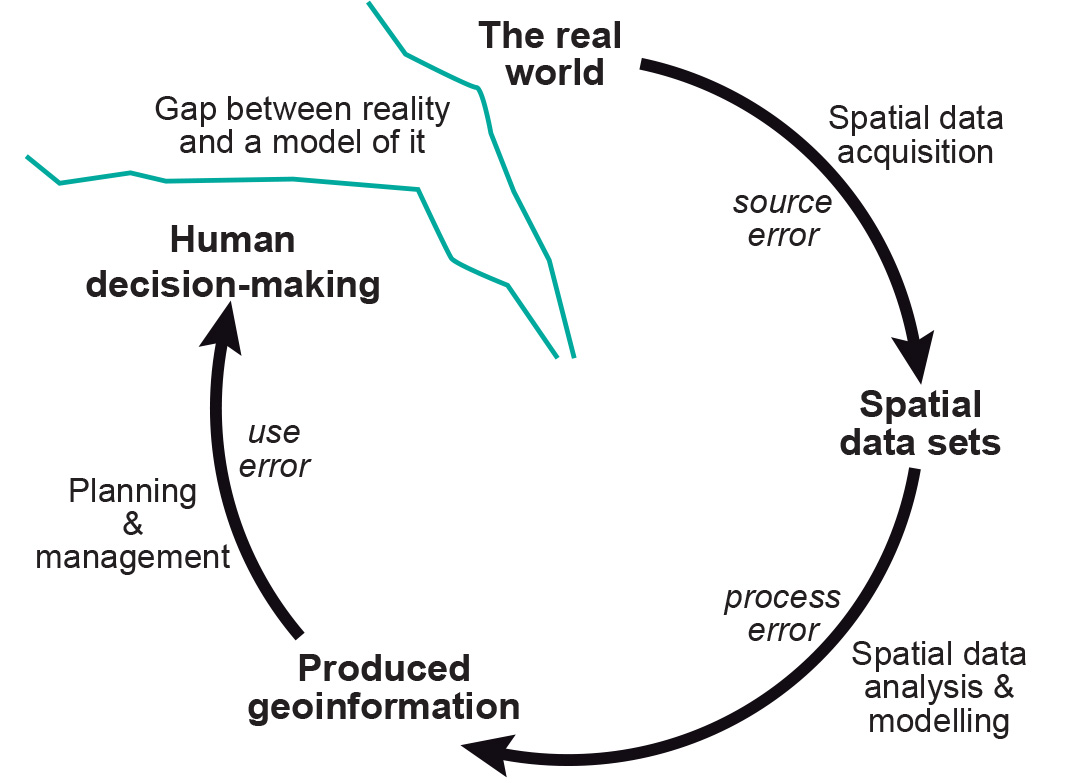 The real
world
Gap between reality
and a model of it
Spatial data
acquisition
source
error
Human
decision-making
Spatial
data sets
use
error
Planning
&
management
process
error
Spatial data
analysis &
modelling
Produced
geoinformation